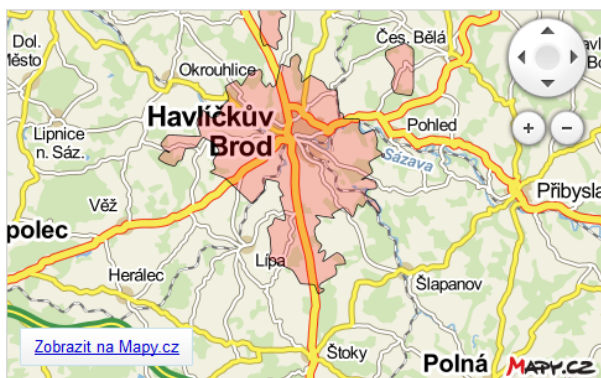 Dol.
Město
Čes. Bělá
Okrouhlice
Havlíčkův
Brod
Lipnice
n. Sáz.
Pohled
Sázava
Přibysla
Věž
polec
Lípa
Herálec
Šlapanov
Zobrazit na Mapy.cz
Štoky
Polná
MAPY.CZ